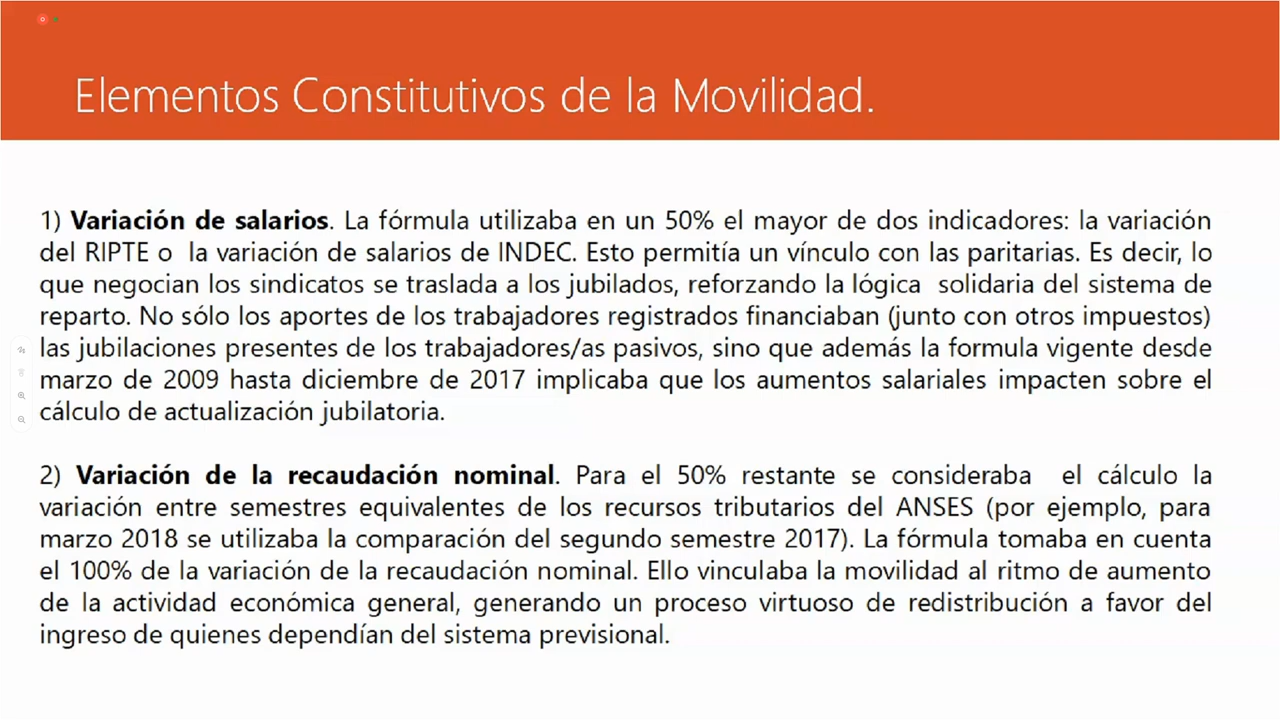 Elementos Constitutivos de la Movilidad.
1) Variación de salarios. La fórmula utilizaba en un 50% el mayor de dos indicadores: la variación
del RIPTE o la variación de salarios de INDEC. Esto permitía un vínculo con las paritarias. Es decir, lo
que negocian los sindicatos se traslada a los jubilados, reforzando la lógica solidaria del sistema de
reparto. No sólo los aportes de los trabajadores registrados financiaban (junto con otros impuestos)
las jubilaciones presentes de los trabajadores/as pasivos, sino que además la formula vigente desde
marzo de 2009 hasta diciembre de 2017 implicaba que los aumentos salariales impacten sobre el
cálculo de actualización jubilatoria.
2) Variación de la recaudación nominal. Para el 50% restante se consideraba el cálculo la
variación entre semestres equivalentes de los recursos tributarios del ANSES (por ejemplo, para
marzo 2018 se utilizaba la comparación del segundo semestre 2017). La fórmula tomaba en cuenta
el 100% de la variación de la recaudación nominal. Ello vinculaba la movilidad al ritmo de aumento
de la actividad económica general, generando un proceso virtuoso de redistribución a favor del
ingreso de quienes dependían del sistema previsional.